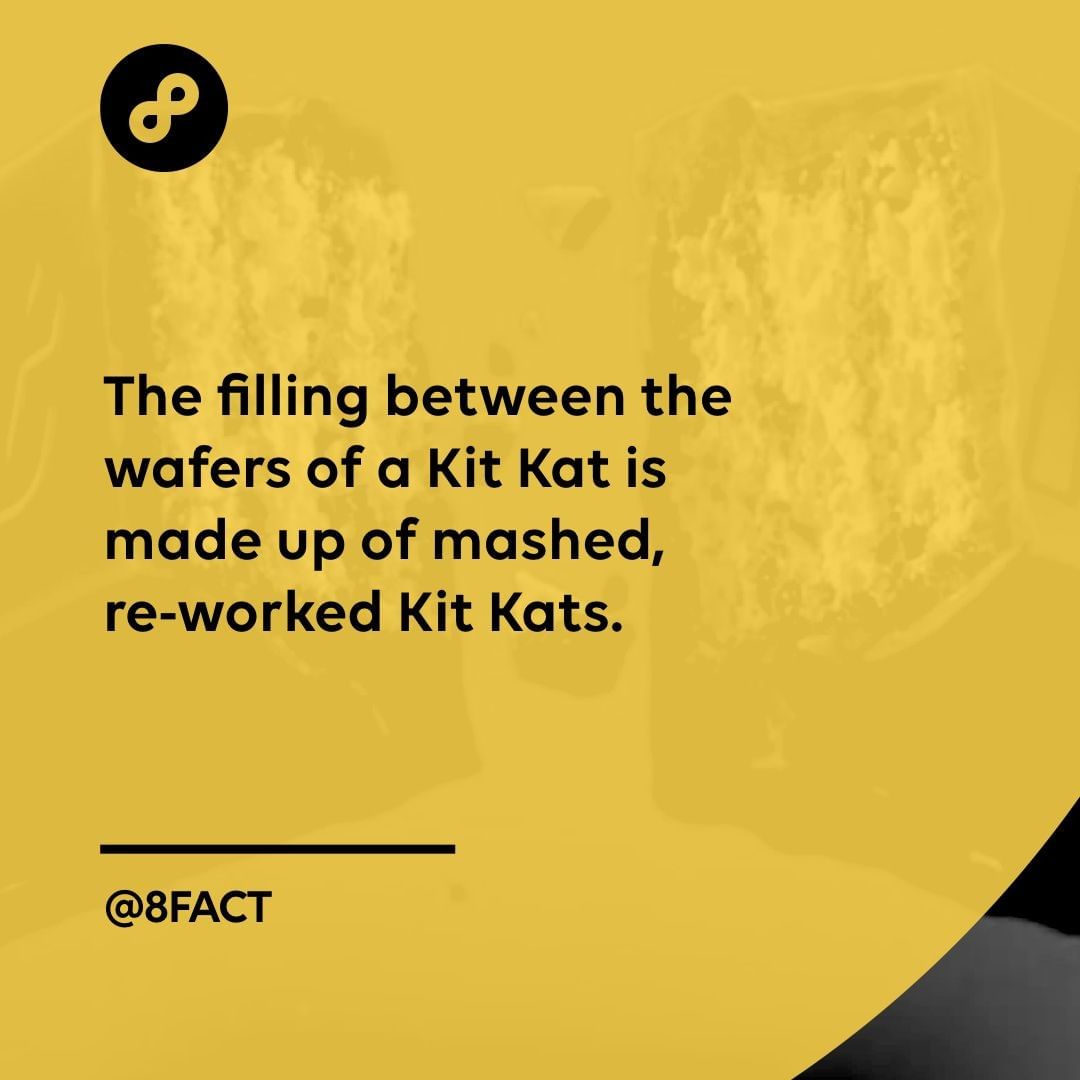 The filling between the
wafers of a Kit Kat is
made up of mashed,
re-worked Kit Kats.
@8FACT